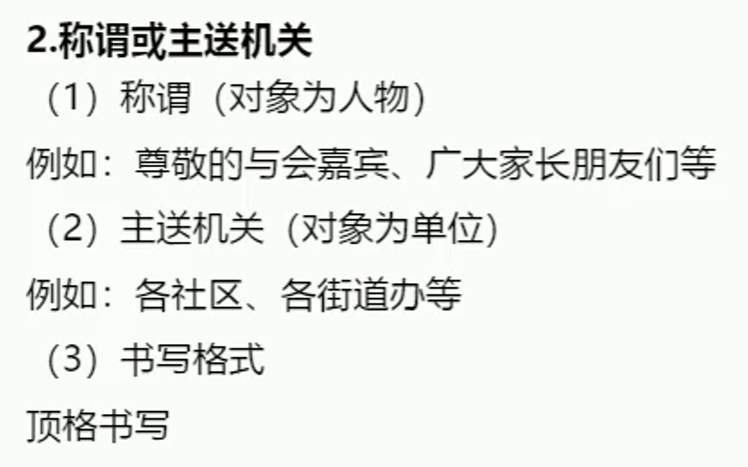 2.称谓或主送机关
（1）称谓（对象为人物）
例如：尊敬的与会嘉宾、广大家长朋友们等
（2）主送机关（对象为单位）
例如：各社区、各街道办等
（3）书写格式
顶格书写